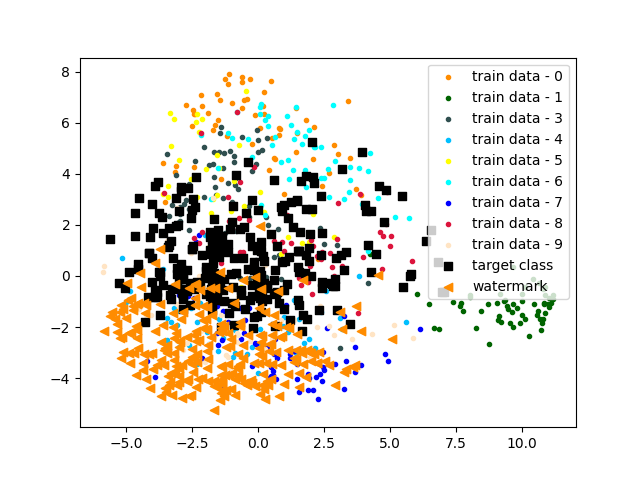 8
6
4
2
0
−2
−4
−5.0 −2.5 0.0 2.5 5.0 7.5 10.0
train data - 0
train data - 1
train data - 3
train data - 4
train data - 5
train data - 6
train data - 7
train data - 8
train data - 9
target class
watermark